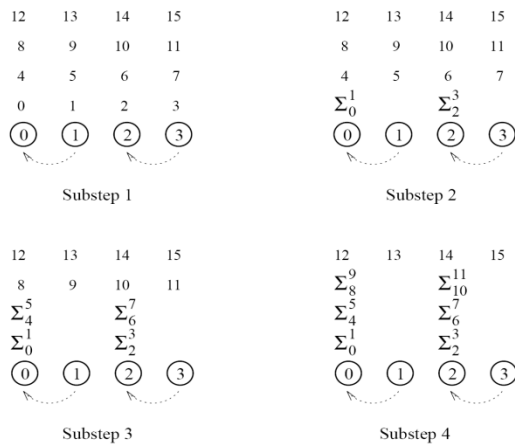 12 13 14 15
8 9 10 11
4 5 6 7
0 1 2 3
0 1 2 3
Substep 1
12 13 14 15
8 9 10 11
4 5 6 7
Σ₀¹ Σ₂³
0 1 2 3
Substep 2
12 13 14 15
8 9 10 11
Σ₄⁵ Σ₆⁷
Σ₀¹ Σ₂³
0 1 2 3
Substep 3
12 13 14 15
Σ₈⁹ Σ₁₀¹¹
Σ₄⁵ Σ₆⁷
Σ₀¹ Σ₂³
0 1 2 3
Substep 4